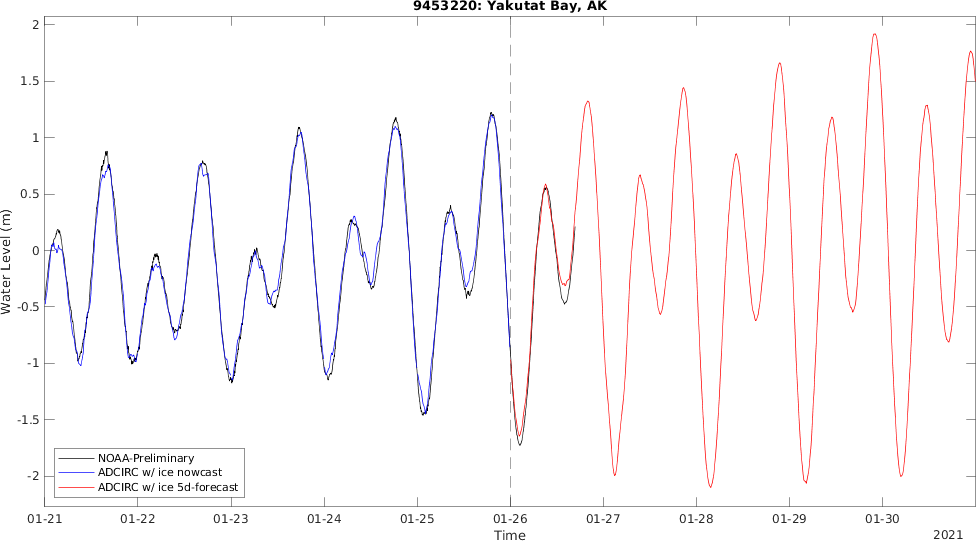 9453220: Yakutat Bay, AK
2
1.5
1
0.5
0
-0.5
-1
-1.5
-2
Water Level (m)
NOAA-Preliminary
ADCIRC w/ ice nowcast
ADCIRC w/ ice 5d-forecast
01-21 01-22 01-23 01-24 01-25 01-26 01-27 01-28 01-29 01-30
Time
2021